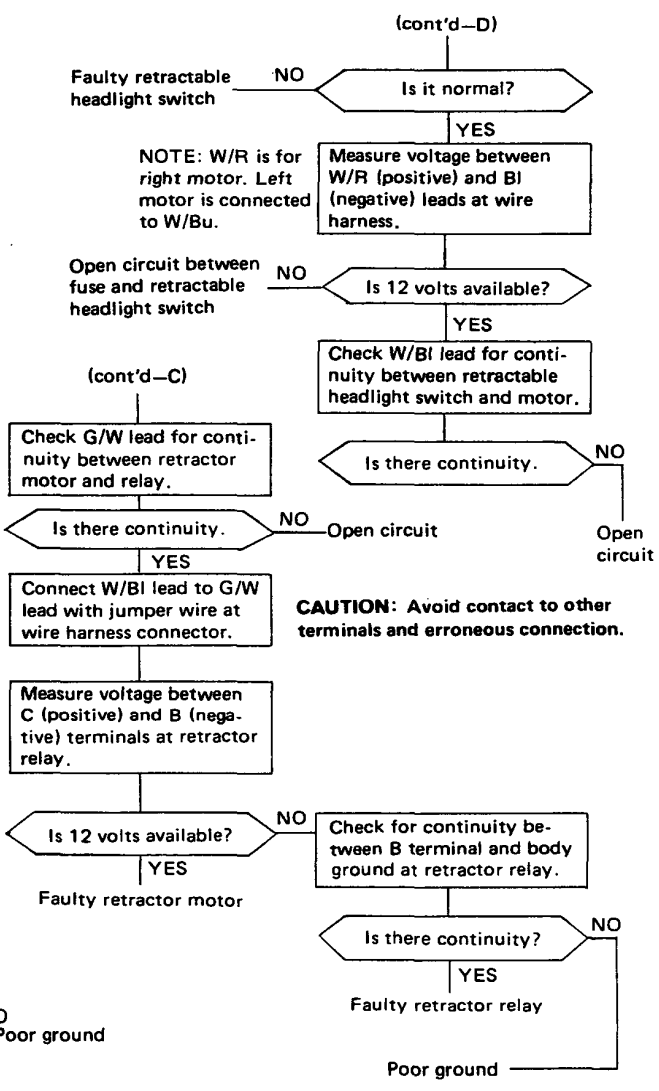 (cont'd—D)
Faulty retractable
headlight switch
NO
Is it normal?
YES
NOTE: W/R is for
right motor. Left
motor is connected
to W/Bu.
Measure voltage between
W/R (positive) and Bl
(negative) leads at wire
harness.
Open circuit between
fuse and retractable
headlight switch
NO
Is 12 volts available?
YES
Check W/Bl lead for conti-
nuity between retractable
headlight switch and motor.
Is there continuity.
NO
Open
circuit
(cont'd—C)
Check G/W lead for conti-
nuity between retractor
motor and relay.
Is there continuity.
NO
Open circuit
YES
Connect W/Bl lead to G/W
lead with jumper wire at
wire harness connector.
CAUTION: Avoid contact to other
terminals and erroneous connection.
Measure voltage between
C (positive) and B (nega-
tive) terminals at retractor
relay.
Is 12 volts available?
NO
YES
Faulty retractor motor
Check for continuity be-
tween B terminal and body
ground at retractor relay.
Is there continuity?
NO
YES
Faulty retractor relay
Poor ground
Poor ground